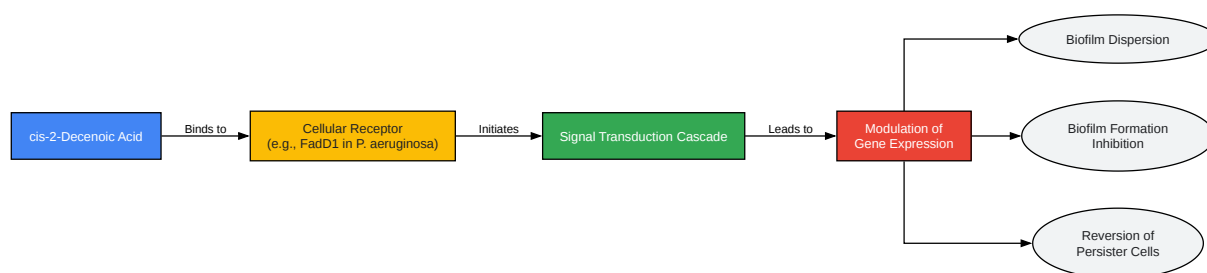 Biofilm Dispersion
cis-2-Decenoic Acid
Binds to
Cellular Receptor
(e.g., FadD1 in P. aeruginosa)
Initiates
Signal Transduction Cascade
Leads to
Modulation of
Gene Expression
Biofilm Formation
Inhibition
Reversion of
Persister Cells